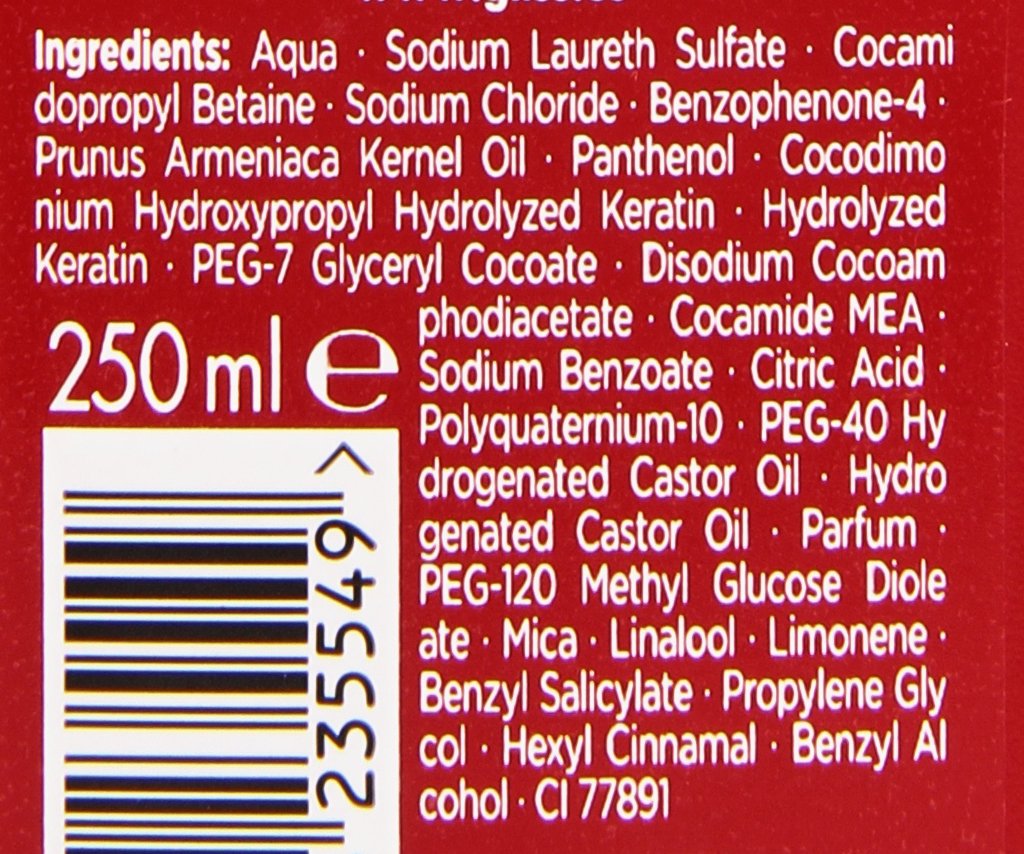 Ingredients: Aqua · Sodium Laureth Sulfate · Cocami
dopropyl Betaine · Sodium Chloride · Benzophenone-4 ·
Prunus Armeniaca Kernel Oil · Panthenol · Cocodimo
nium Hydroxypropyl Hydrolyzed Keratin · Hydrolyzed
Keratin · PEG-7 Glyceryl Cocoate · Disodium Cocoam
phodiacetate · Cocamide MEA ·
Sodium Benzoate · Citric Acid ·
Polyquaternium-10 · PEG-40 Hy
drogenated Castor Oil · Hydro
genated Castor Oil · Parfum ·
PEG-120 Methyl Glucose Diole
ate · Mica · Linalool · Limonene ·
Benzyl Salicylate · Propylene Gly
col · Hexyl Cinnamal · Benzyl Al
cohol · CI 77891
250 ml e
235549 >